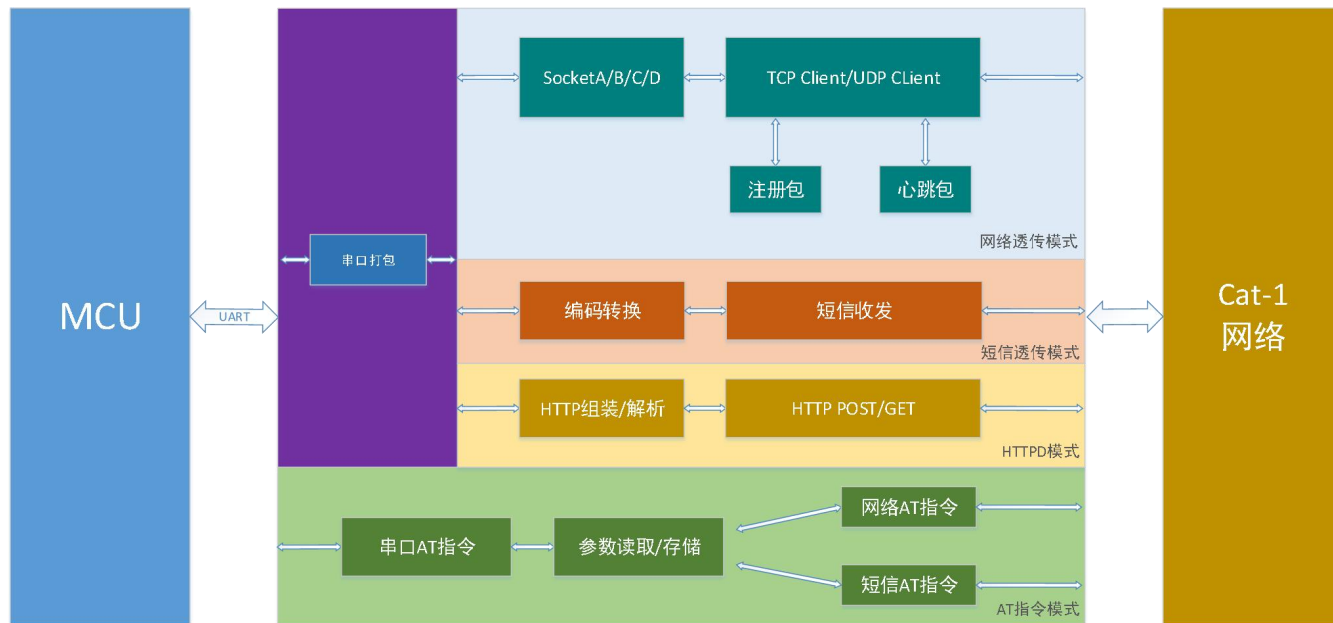 MCU
UART
串口打包
SocketA/B/C/D
TCP Client/UDP CLient
注册包
心跳包
网络透传模式
编码转换
短信收发
短信透传模式
HTTP组装/解析
HTTP POST/GET
HTTPD模式
串口AT指令
参数读取/存储
网络AT指令
短信AT指令
AT指令模式
Cat-1
网络